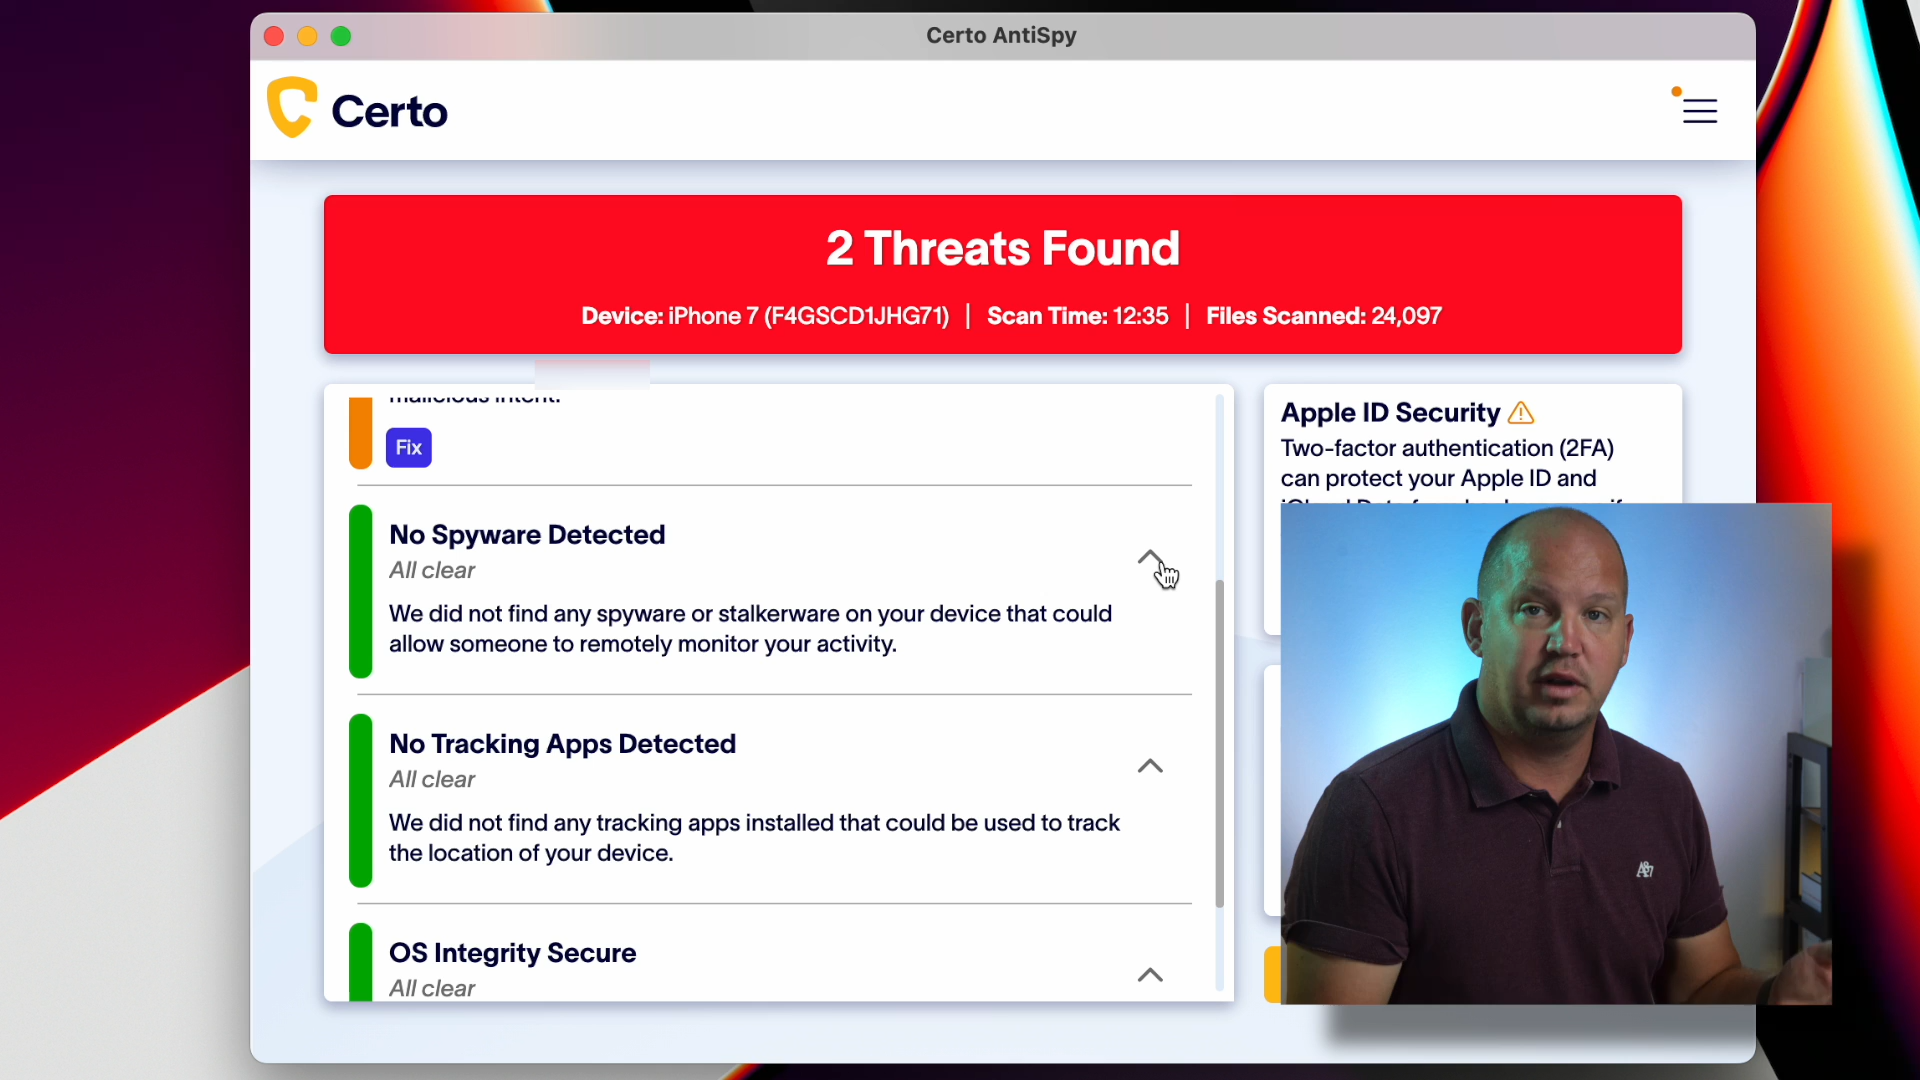 Certo AntiSpy
Certo
2 Threats Found
Device: iPhone 7 (F4GSCD1JHG71) | Scan Time: 12:35 | Files Scanned: 24,097
malicious intent.
Fix
No Spyware Detected
All clear
We did not find any spyware or stalkerware on your device that could
allow someone to remotely monitor your activity.
No Tracking Apps Detected
All clear
We did not find any tracking apps installed that could be used to track
the location of your device.
OS Integrity Secure
All clear
Apple ID Security
Two-factor authentication (2FA)
can protect your Apple ID and